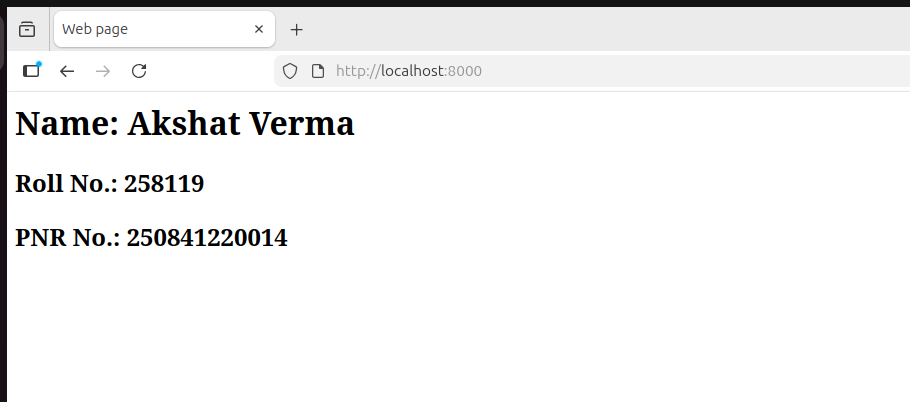 Web page
http://localhost:8000
Name: Akshat Verma
Roll No.: 258119
PNR No.: 250841220014